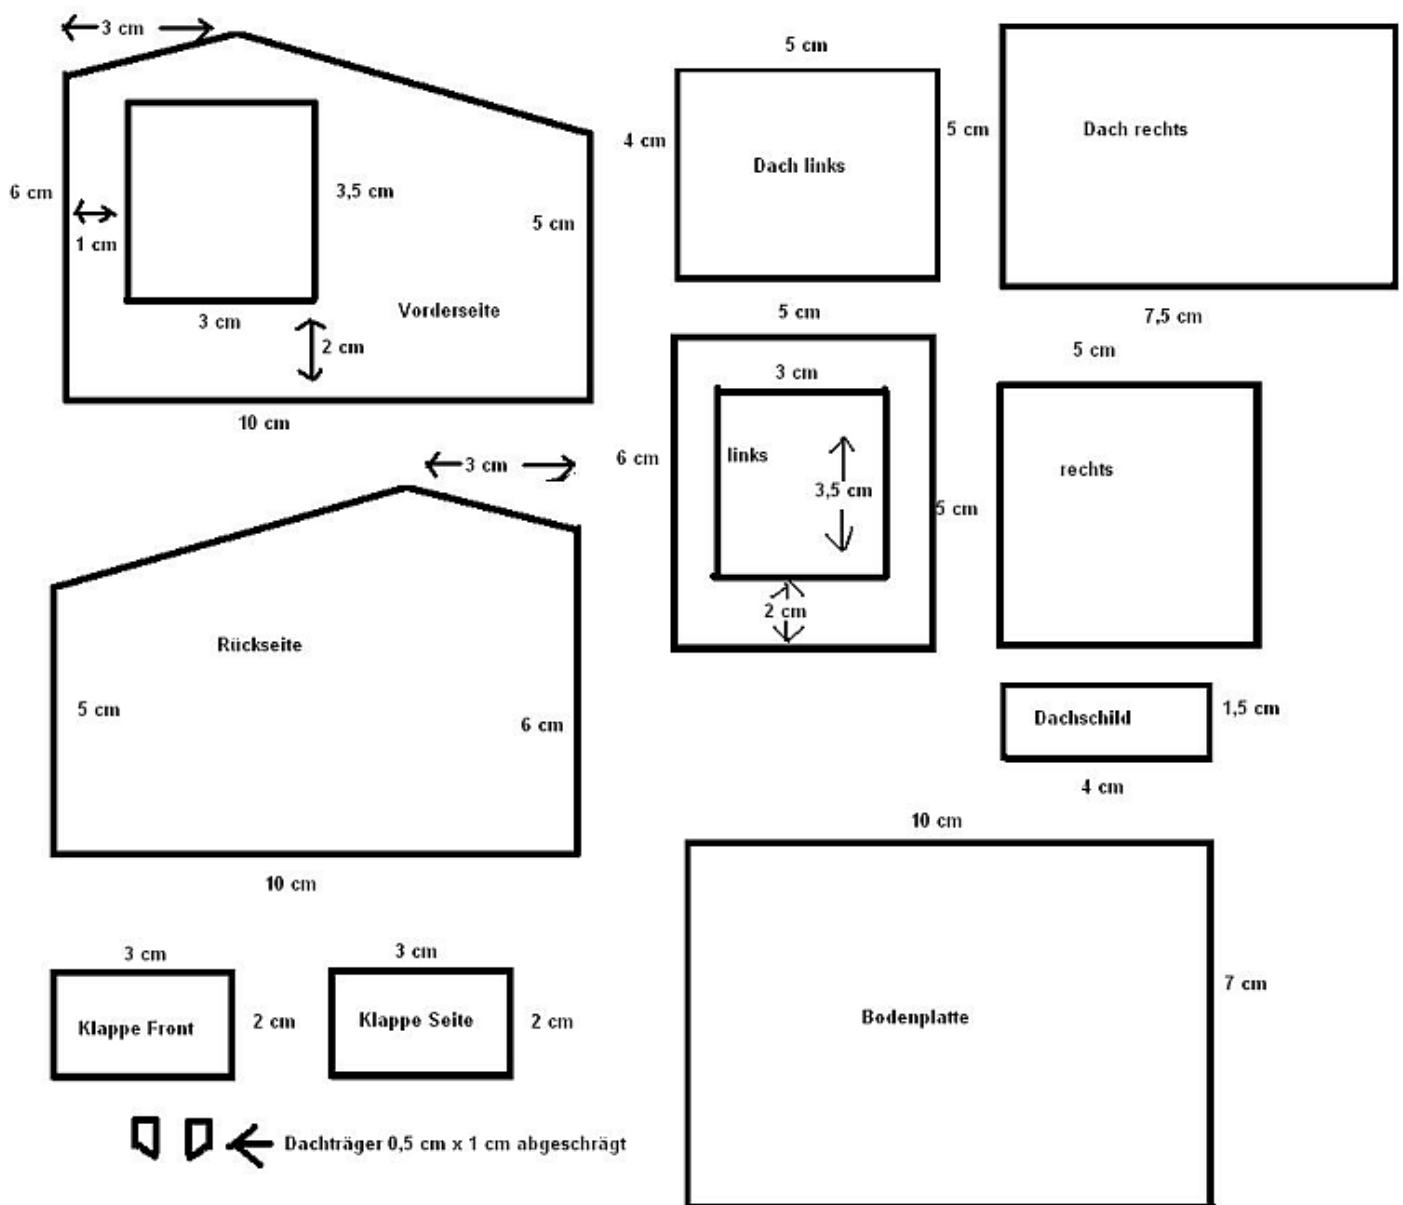 3 cm
6 cm
1 cm
3,5 cm
5 cm
3 cm
Vorderseite
2 cm
10 cm
5 cm
4 cm
Dach links
5 cm
Dach rechts
7,5 cm
5 cm
3 cm
6 cm
links
3,5 cm
2 cm
5 cm
5 cm
rechts
3 cm
Rückseite
5 cm
6 cm
10 cm
Dachschild
1,5 cm
4 cm
10 cm
Bodenplatte
7 cm
3 cm
Klappe Front
2 cm
3 cm
Klappe Seite
2 cm
Dachträger 0,5 cm x 1 cm abgeschrägt